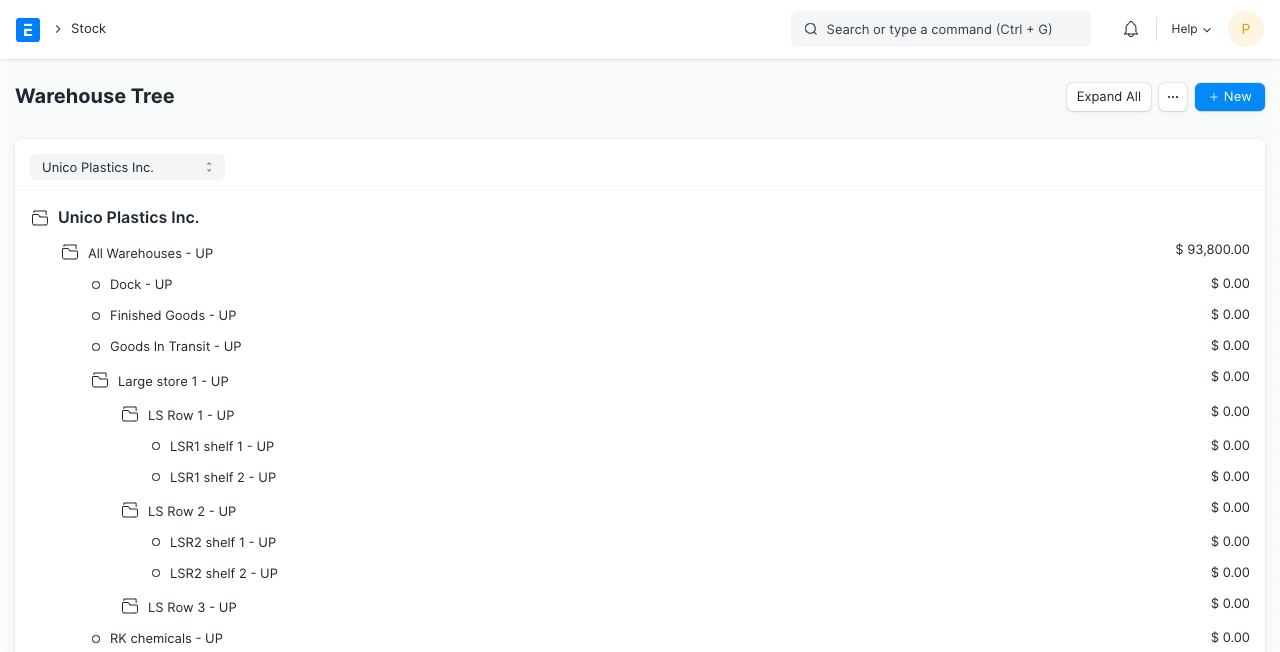 E
Stock
Search or type a command (Ctrl + G)
Help
P
Warehouse Tree
Expand All
...
+ New
Unico Plastics Inc.
Unico Plastics Inc.
All Warehouses - UP $ 93,800.00
Dock - UP $ 0.00
Finished Goods - UP $ 0.00
Goods In Transit - UP $ 0.00
Large store 1 - UP $ 0.00
LS Row 1 - UP $ 0.00
LSR1 shelf 1 - UP $ 0.00
LSR1 shelf 2 - UP $ 0.00
LS Row 2 - UP $ 0.00
LSR2 shelf 1 - UP $ 0.00
LSR2 shelf 2 - UP $ 0.00
LS Row 3 - UP $ 0.00
RK chemicals - UP $ 0.00